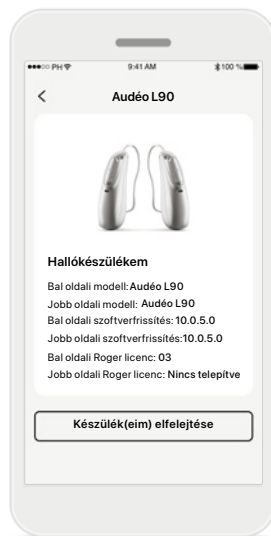 ●●●○○ PH 9:41 AM 100 %
Audéo L90
Hallókészülékem
Bal oldali modell: Audéo L90
Jobb oldali modell: Audéo L90
Bal oldali szoftverfrissítés: 10.0.5.0
Jobb oldali szoftverfrissítés:10.0.5.0
Bal oldali Roger licenc: 03
Jobb oldali Roger licenc: Nincs telepítve
Készülék(eim) elfelejtése